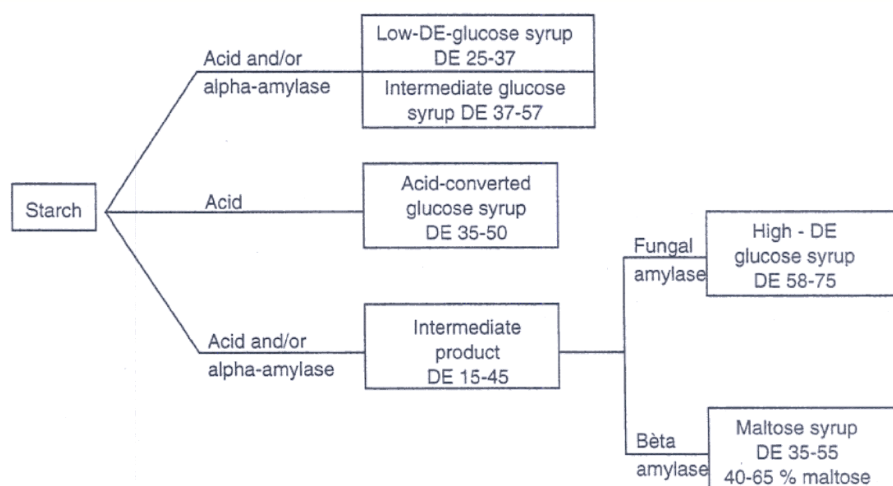 Low-DE-glucose syrup
DE 25-37
Acid and/or
alpha-amylase
Intermediate glucose
syrup DE 37-57
Starch
Acid
Acid-converted
glucose syrup
DE 35-50
Fungal
amylase
High - DE
glucose syrup
DE 58-75
Acid and/or
alpha-amylase
Intermediate
product
DE 15-45
Bèta
amylase
Maltose syrup
DE 35-55
40-65 % maltose